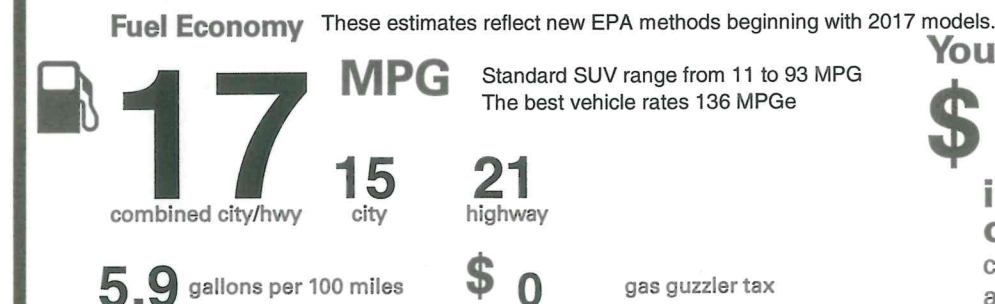 Fuel Economy These estimates reflect new EPA methods beginning with 2017 models.
You
17 MPG Standard SUV range from 11 to 93 MPG
The best vehicle rates 136 MPGe
$
15 21
combined city/hwy city highway
5.9 gallons per 100 miles $ 0 gas guzzler tax